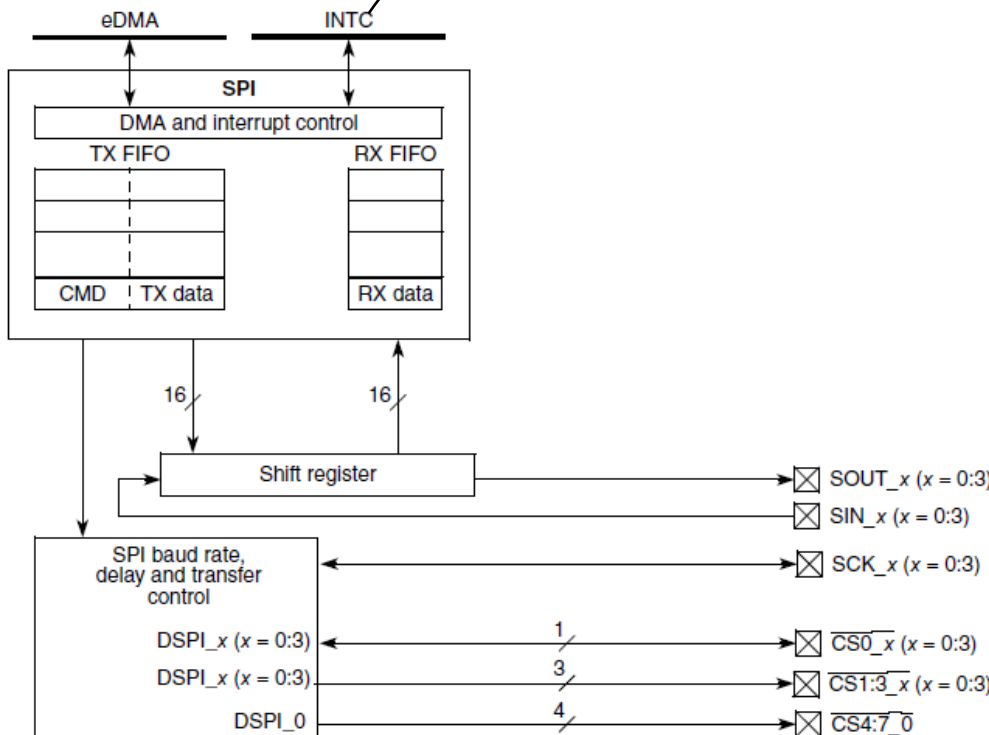 eDMA
INTC
SPI
DMA and interrupt control
TX FIFO
RX FIFO
CMD
TX data
RX data
16
16
Shift register
SOUT_x (x = 0:3)
SIN_x (x = 0:3)
SPI baud rate,
delay and transfer
control
SCK_x (x = 0:3)
DSPI_x (x = 0:3)
1
CS0_x (x = 0:3)
DSPI_x (x = 0:3)
3
CS1:3_x (x = 0:3)
DSPI_0
4
CS4:7_0